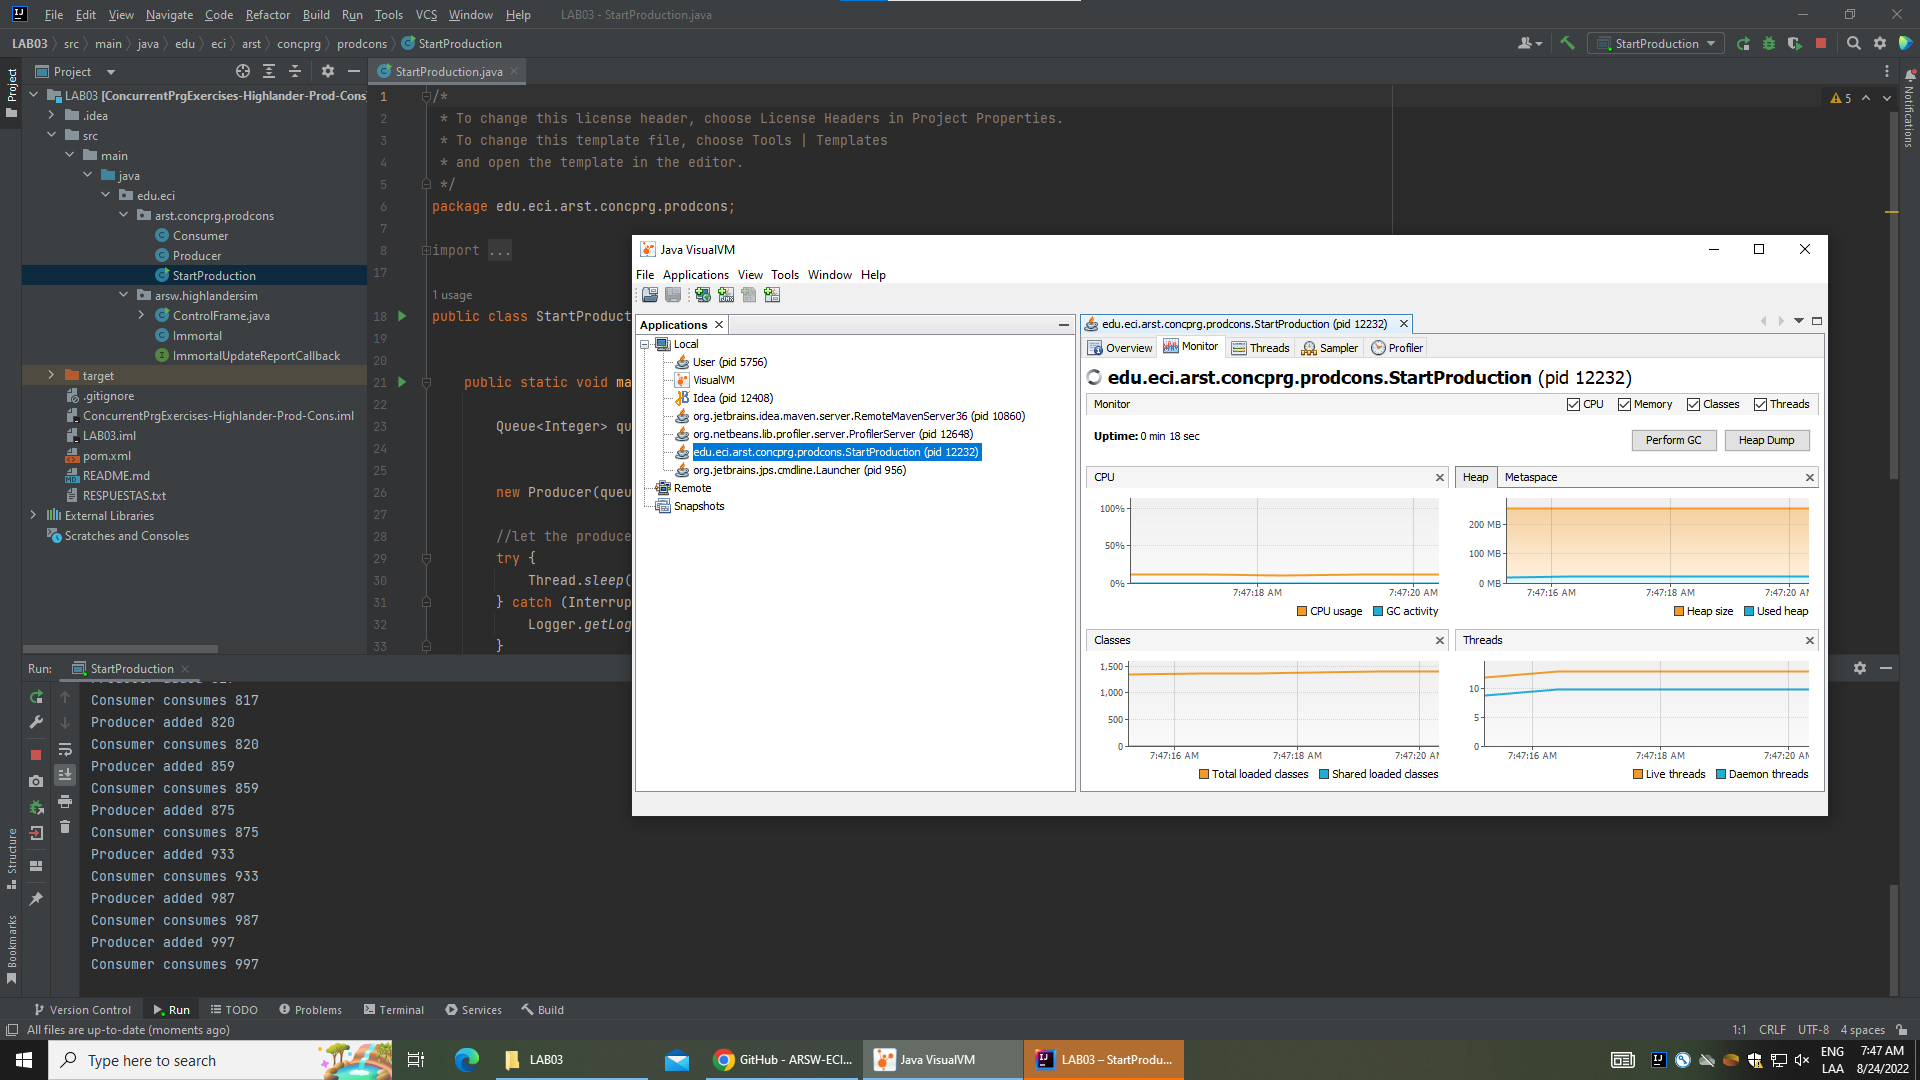 File Edit View Navigate Code Refactor Build Run Tools VCS Window Help LAB03 - StartProduction.java
LAB03 src main java edu eci arst concprg prodcons StartProduction
StartProduction
Project
Project
StartProduction.java
Notifications
LAB03 [ConcurrentPrgExercises-Highlander-Prod-Cons]
.idea
src
main
java
edu.eci
arst.concprg.prodcons
Consumer
Producer
StartProduction
arsw.highlandersim
ControlFrame.java
Immortal
ImmortalUpdateReportCallback
target
.gitignore
ConcurrentPrgExercises-Highlander-Prod-Cons.iml
LAB03.iml
pom.xml
README.md
RESPUESTAS.txt
External Libraries
Scratches and Consoles
5
1 /*
2 * To change this license header, choose License Headers in Project Properties.
3 * To change this template file, choose Tools | Templates
4 * and open the template in the editor.
5 */
6 package edu.eci.arst.concprg.prodcons;
7
8 import ...
17
1 usage
18 public class StartProduct
19
20
21 public static void ma
22
23 Queue<Integer> qu
24
25
26 new Producer(queu
27
28 //let the produce
29 try {
30 Thread.sleep(
31 } catch (Interrup
32 Logger.getLog
33 }
Java VisualVM
File Applications View Tools Window Help
Applications
Local
User (pid 5756)
VisualVM
Idea (pid 12408)
org.jetbrains.idea.maven.server.RemoteMavenServer36 (pid 10860)
org.netbeans.lib.profiler.server.ProfilerServer (pid 12648)
edu.eci.arst.concprg.prodcons.StartProduction (pid 12232)
org.jetbrains.jps.cmdline.Launcher (pid 956)
Remote
Snapshots
edu.eci.arst.concprg.prodcons.StartProduction (pid 12232)
Overview Monitor Threads Sampler Profiler
edu.eci.arst.concprg.prodcons.StartProduction (pid 12232)
Monitor CPU Memory Classes Threads
Uptime: 0 min 18 sec
Perform GC Heap Dump
CPU
100%
50%
0%
7:47:18 AM 7:47:20 AM
CPU usage GC activity
Heap Metaspace
200 MB
100 MB
0 MB
7:47:16 AM 7:47:18 AM 7:47:20 AM
Heap size Used heap
Classes
1,500
1,000
500
0
7:47:16 AM 7:47:18 AM 7:47:20 AM
Total loaded classes Shared loaded classes
Threads
10
5
0
7:47:16 AM 7:47:18 AM 7:47:20 AM
Live threads Daemon threads
Run: StartProduction
Consumer consumes 817
Producer added 820
Consumer consumes 820
Producer added 859
Consumer consumes 859
Producer added 875
Consumer consumes 875
Producer added 933
Consumer consumes 933
Producer added 987
Consumer consumes 987
Producer added 997
Consumer consumes 997
Structure
Bookmarks
Version Control Run TODO Problems Terminal Services Build
All files are up-to-date (moments ago)
1:1 CRLF UTF-8 4 spaces
Type here to search
LAB03
GitHub - ARSW-ECI...
Java VisualVM
LAB03 – StartProdu...
ENG
LAA
7:47 AM
8/24/2022